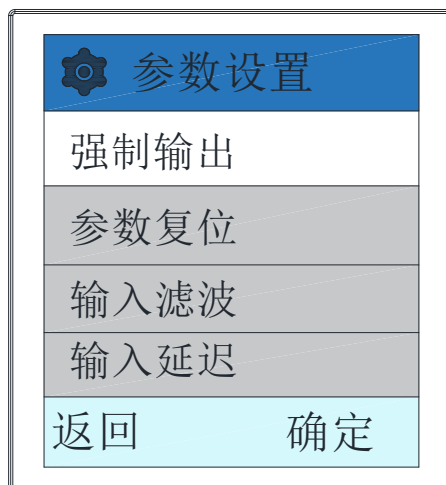 参数设置
强制输出
参数复位
输入滤波
输入延迟
返回 确定